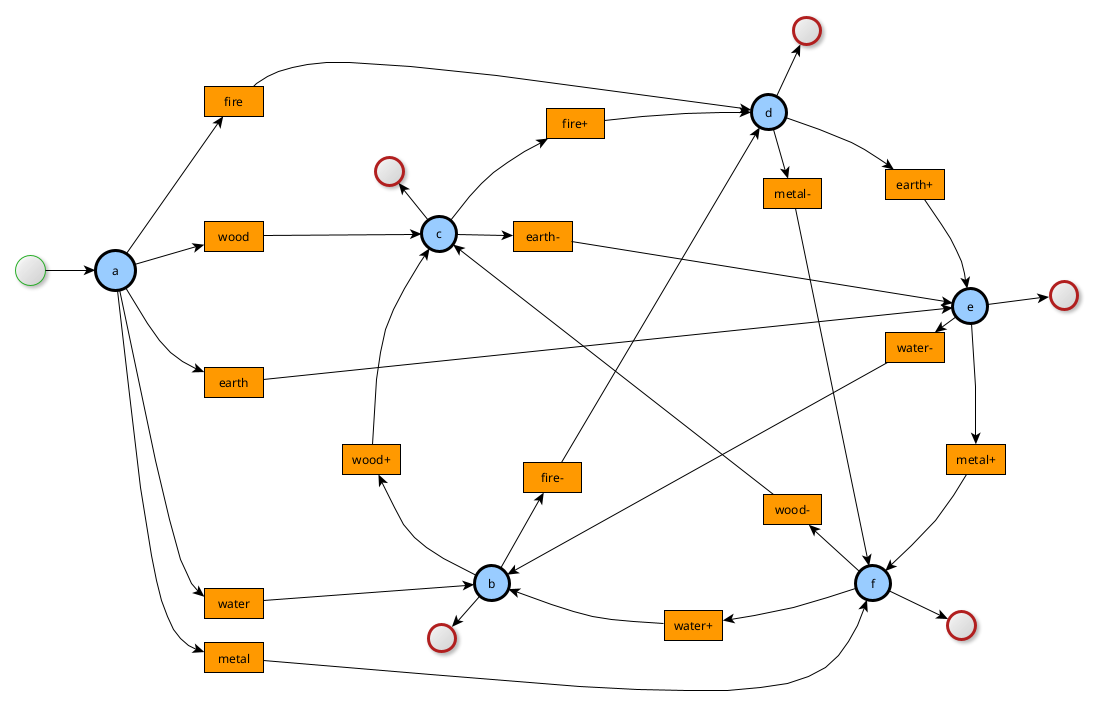 fire
fire+
d
metal-
earth+
wood
c
earth-
a
e
water-
earth
wood+
fire-
metal+
wood-
b
f
water
water+
metal